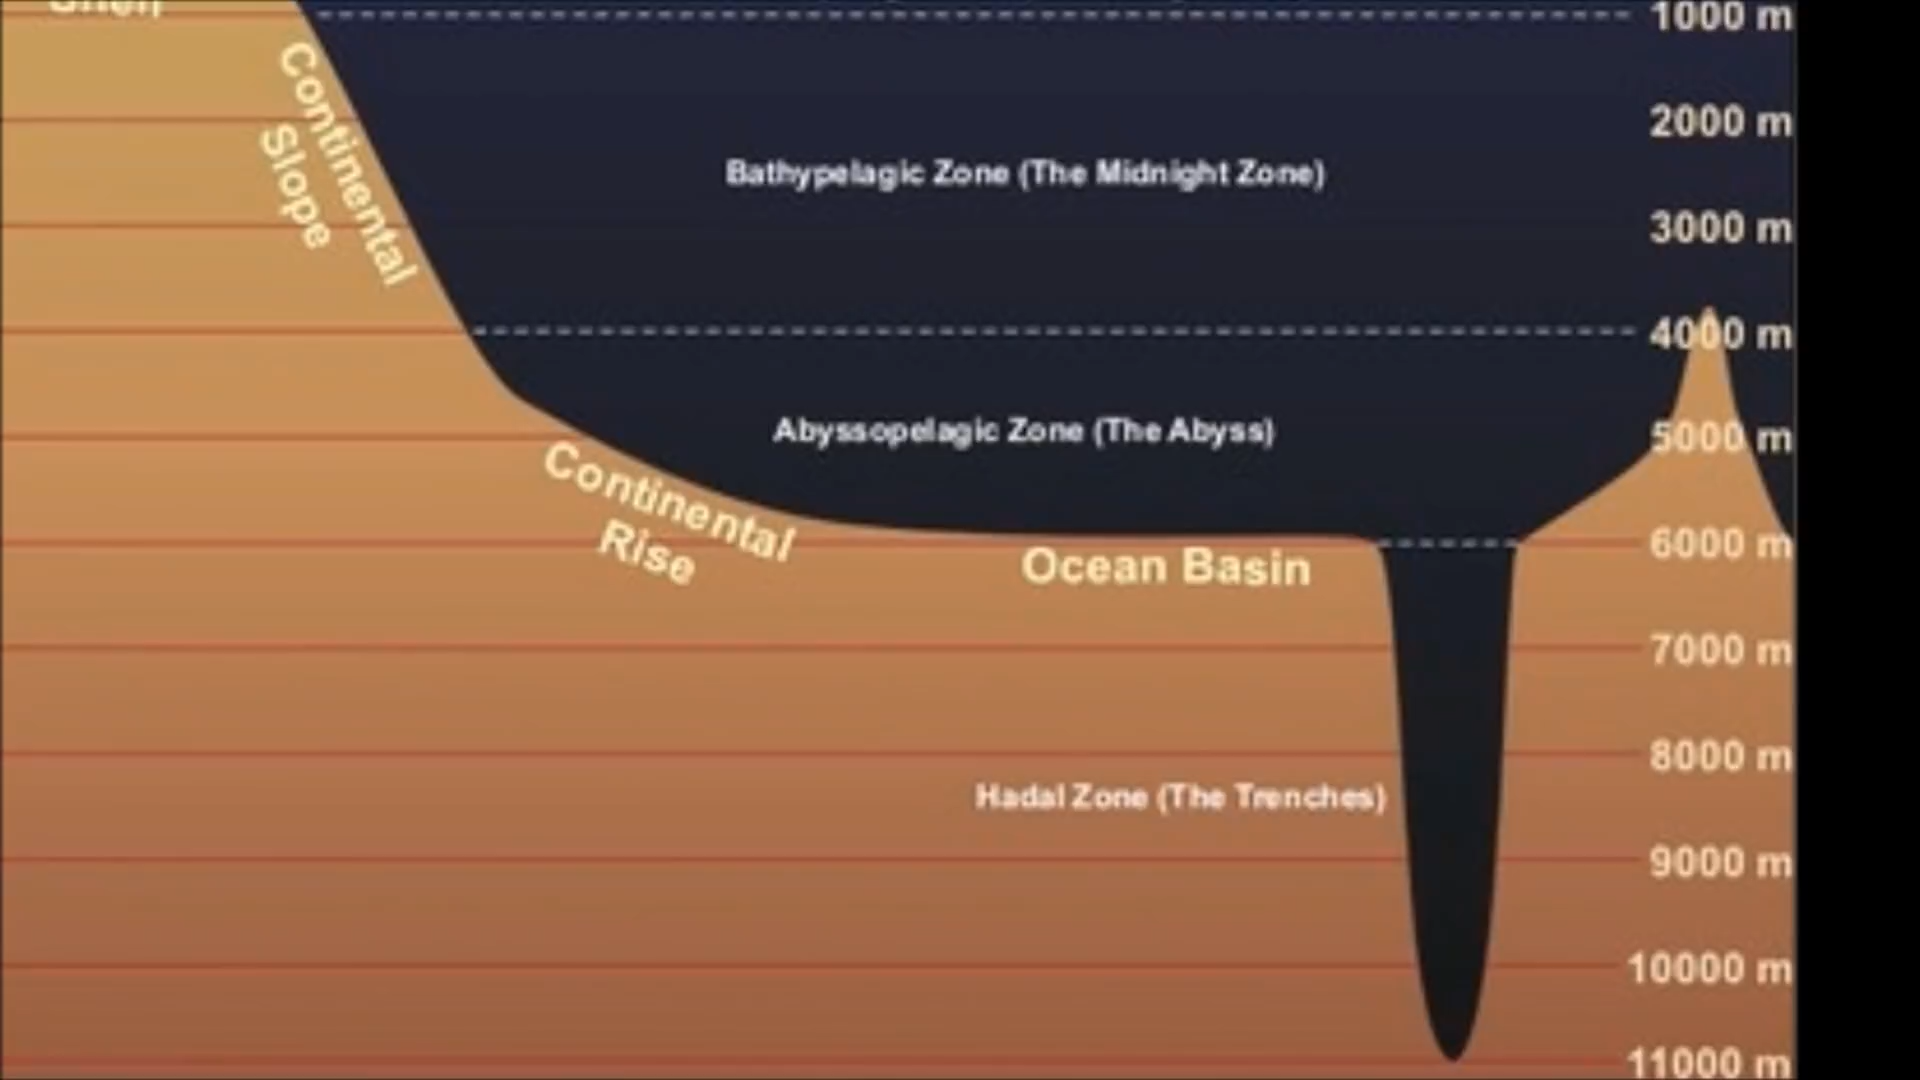 1000 m
Continental
Slope
2000 m
Bathypelagic Zone (The Midnight Zone)
3000 m
4000 m
Abyssopelagic Zone (The Abyss)
5000 m
Continental
Rise
6000 m
Ocean Basin
7000 m
8000 m
Hadal Zone (The Trenches)
9000 m
10000 m
11000 m